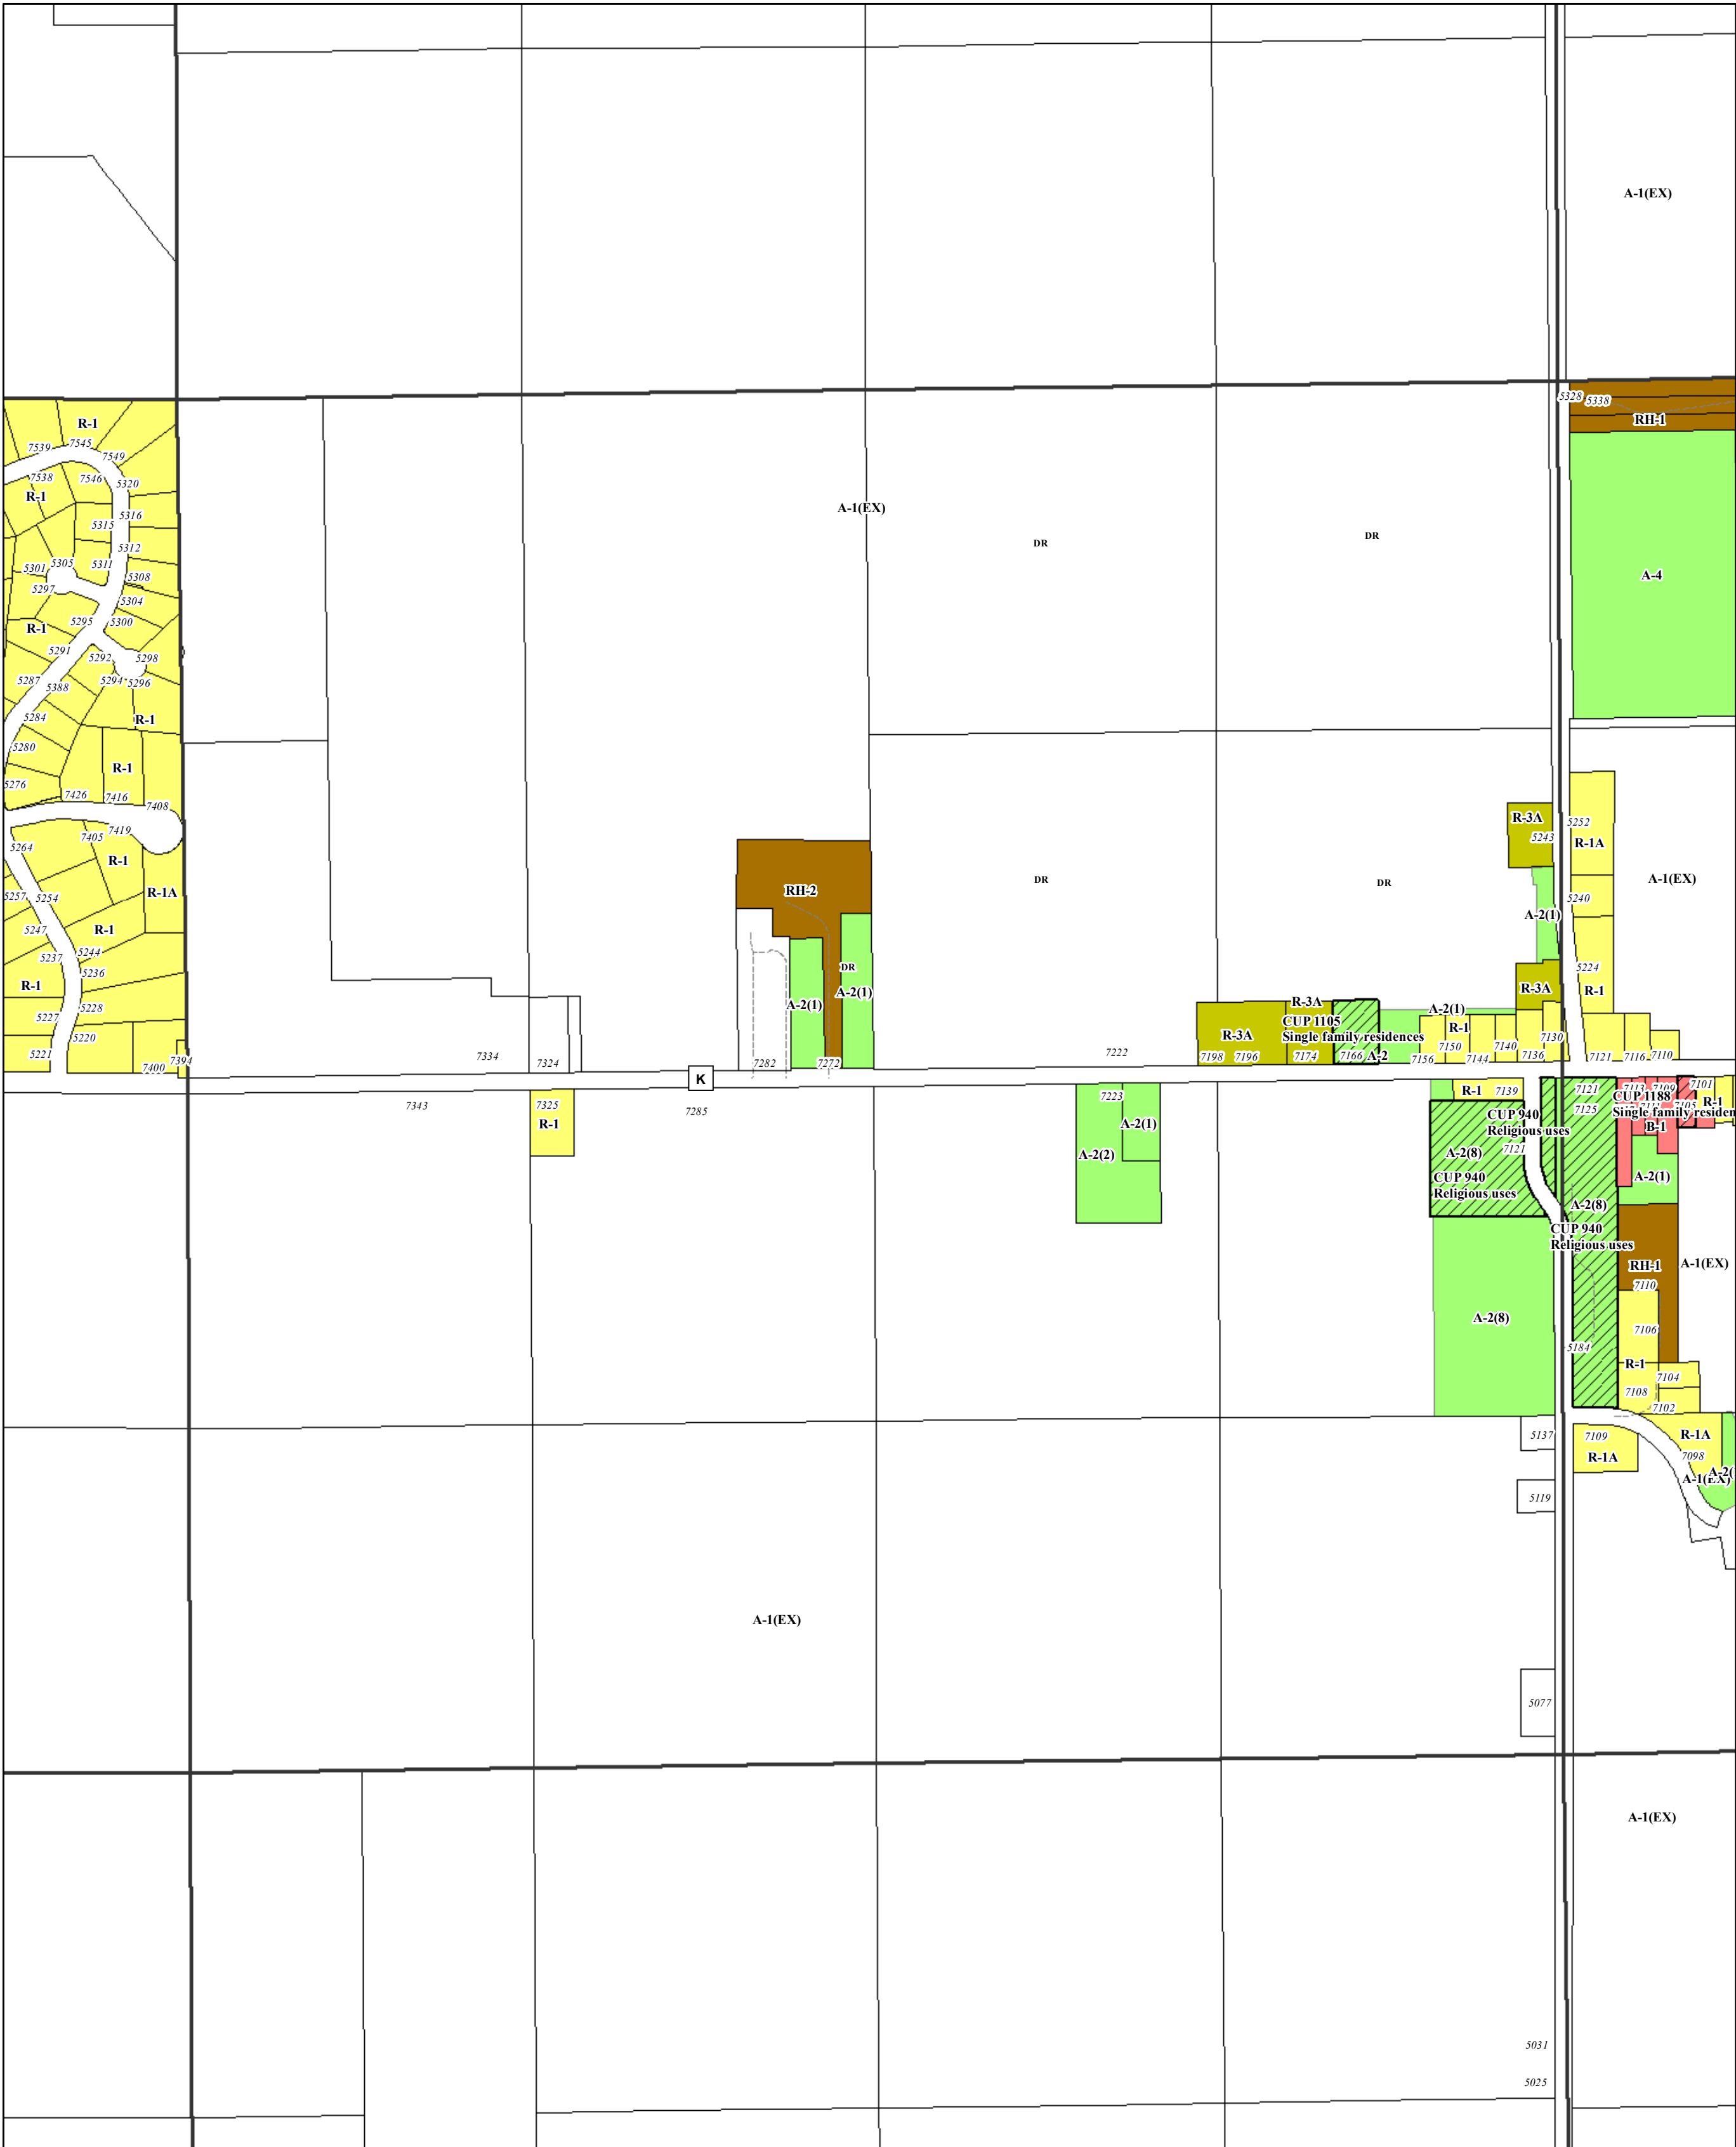 A-1(EX)
5328
5338
RH-1
R-1
7539
7545
7549
7538
7546
5320
R-1
5316
5315
5312
5311
5305
5301
5308
5297
5304
5295
5300
R-1
5291
5292
5298
5287
5388
5294
5296
5284
R-1
5280
R-1
5276
7426
7416
7408
7405
7419
5264
R-1
R-1A
5257
5254
5247
R-1
5237
5244
5236
R-1
5228
5227
5220
5221
7400
7394
A-1(EX)
DR
DR
A-4
R-3A
5243
5252
R-1A
RH-2
DR
DR
A-1(EX)
5240
A-2(1)
DR
A-2(1)
A-2(1)
5224
R-3A
R-1
R-3A
A-2(1)
CUP 1105
Single family residences
R-3A
R-1
7334
7324
7282
7272
7222
7198
7196
7174
7166
A-2
7156
7150
7144
7140
7136
7130
7121
7116
7110
K
7343
7325
R-1
7285
7223
A-2(1)
A-2(2)
R-1
7139
7121
7125
7113
7109
7101
7105
CUP 1188
Single family residen
R-1
B-1
CUP 940
Religious uses
7121
A-2(8)
CUP 940
Religious uses
A-2(1)
A-2(8)
CUP 940
Religious uses
RH-1
A-1(EX)
7110
A-2(8)
7106
5184
R-1
7104
7108
7102
5137
7109
R-1A
R-1A
7098
A-2(
A-1(EX)
5119
A-1(EX)
5077
A-1(EX)
5031
5025